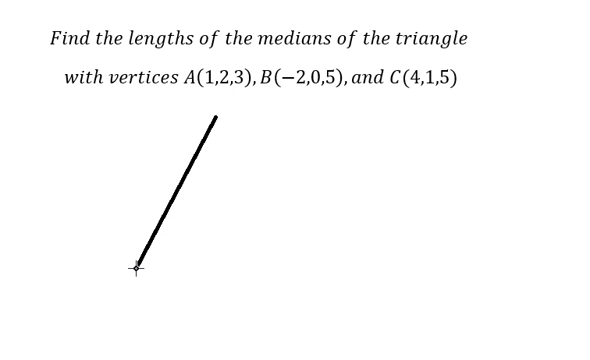 Find the lengths of the medians of the triangle
with vertices A(1,2,3), B(−2,0,5), and C(4,1,5)